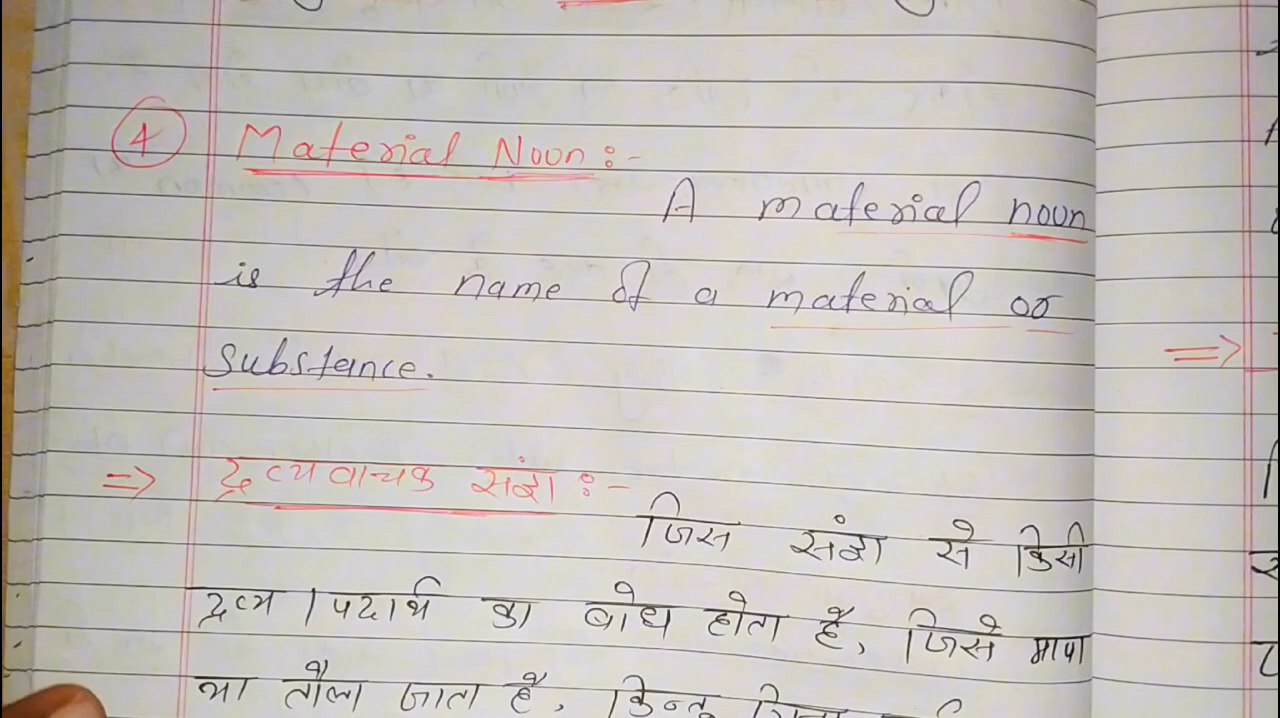 4 Material Noun :-
A material noun
is the name of a material or
substance.
=> द्रव्यवाचक संज्ञा :-
जिस संज्ञा से किसी
द्रव्य / पदार्थ का बोध होता है, जिसे मापा
या तौला जाता है, किन्तु गिना
=>